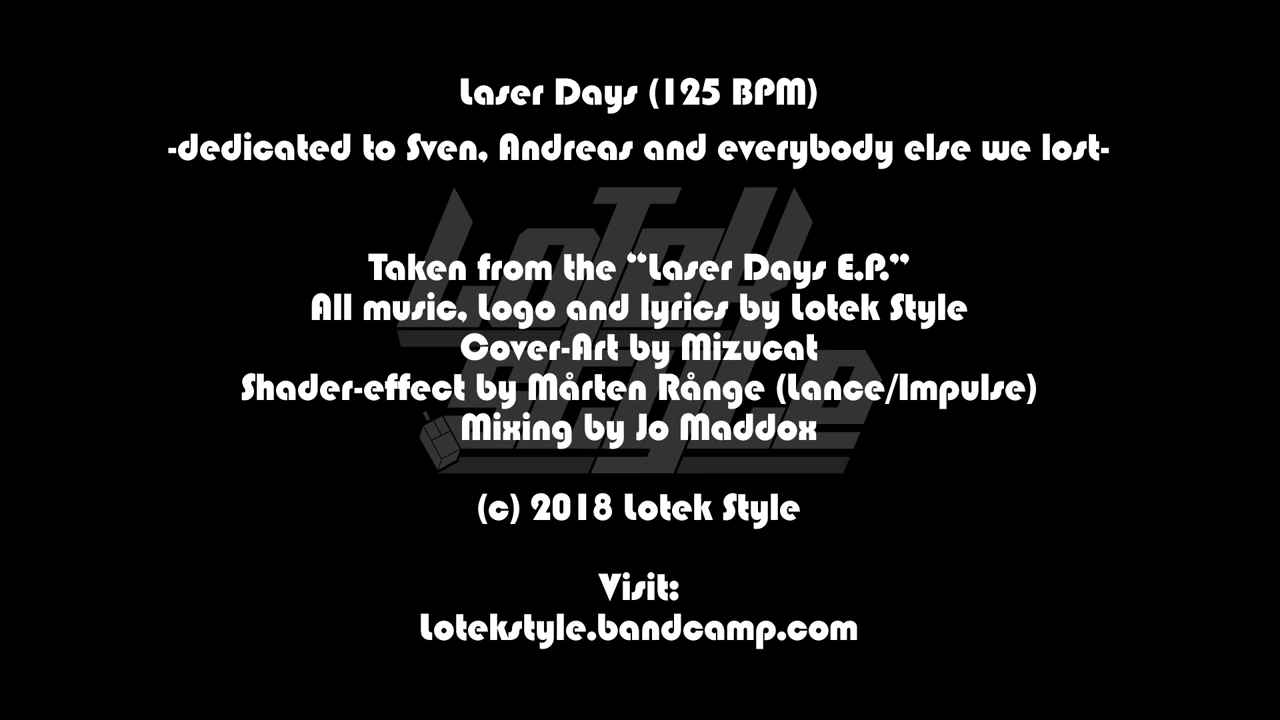 Laser Days (125 BPM)
-dedicated to Sven, Andreas and everybody else we lost-
Taken from the “Laser Days E.P.”
All music, Logo and lyrics by Lotek Style
Cover-Art by Mizucat
Shader-effect by Mårten Rånge (Lance/Impulse)
Mixing by Jo Maddox
(c) 2018 Lotek Style
Visit:
Lotekstyle.bandcamp.com
LoTek
Style